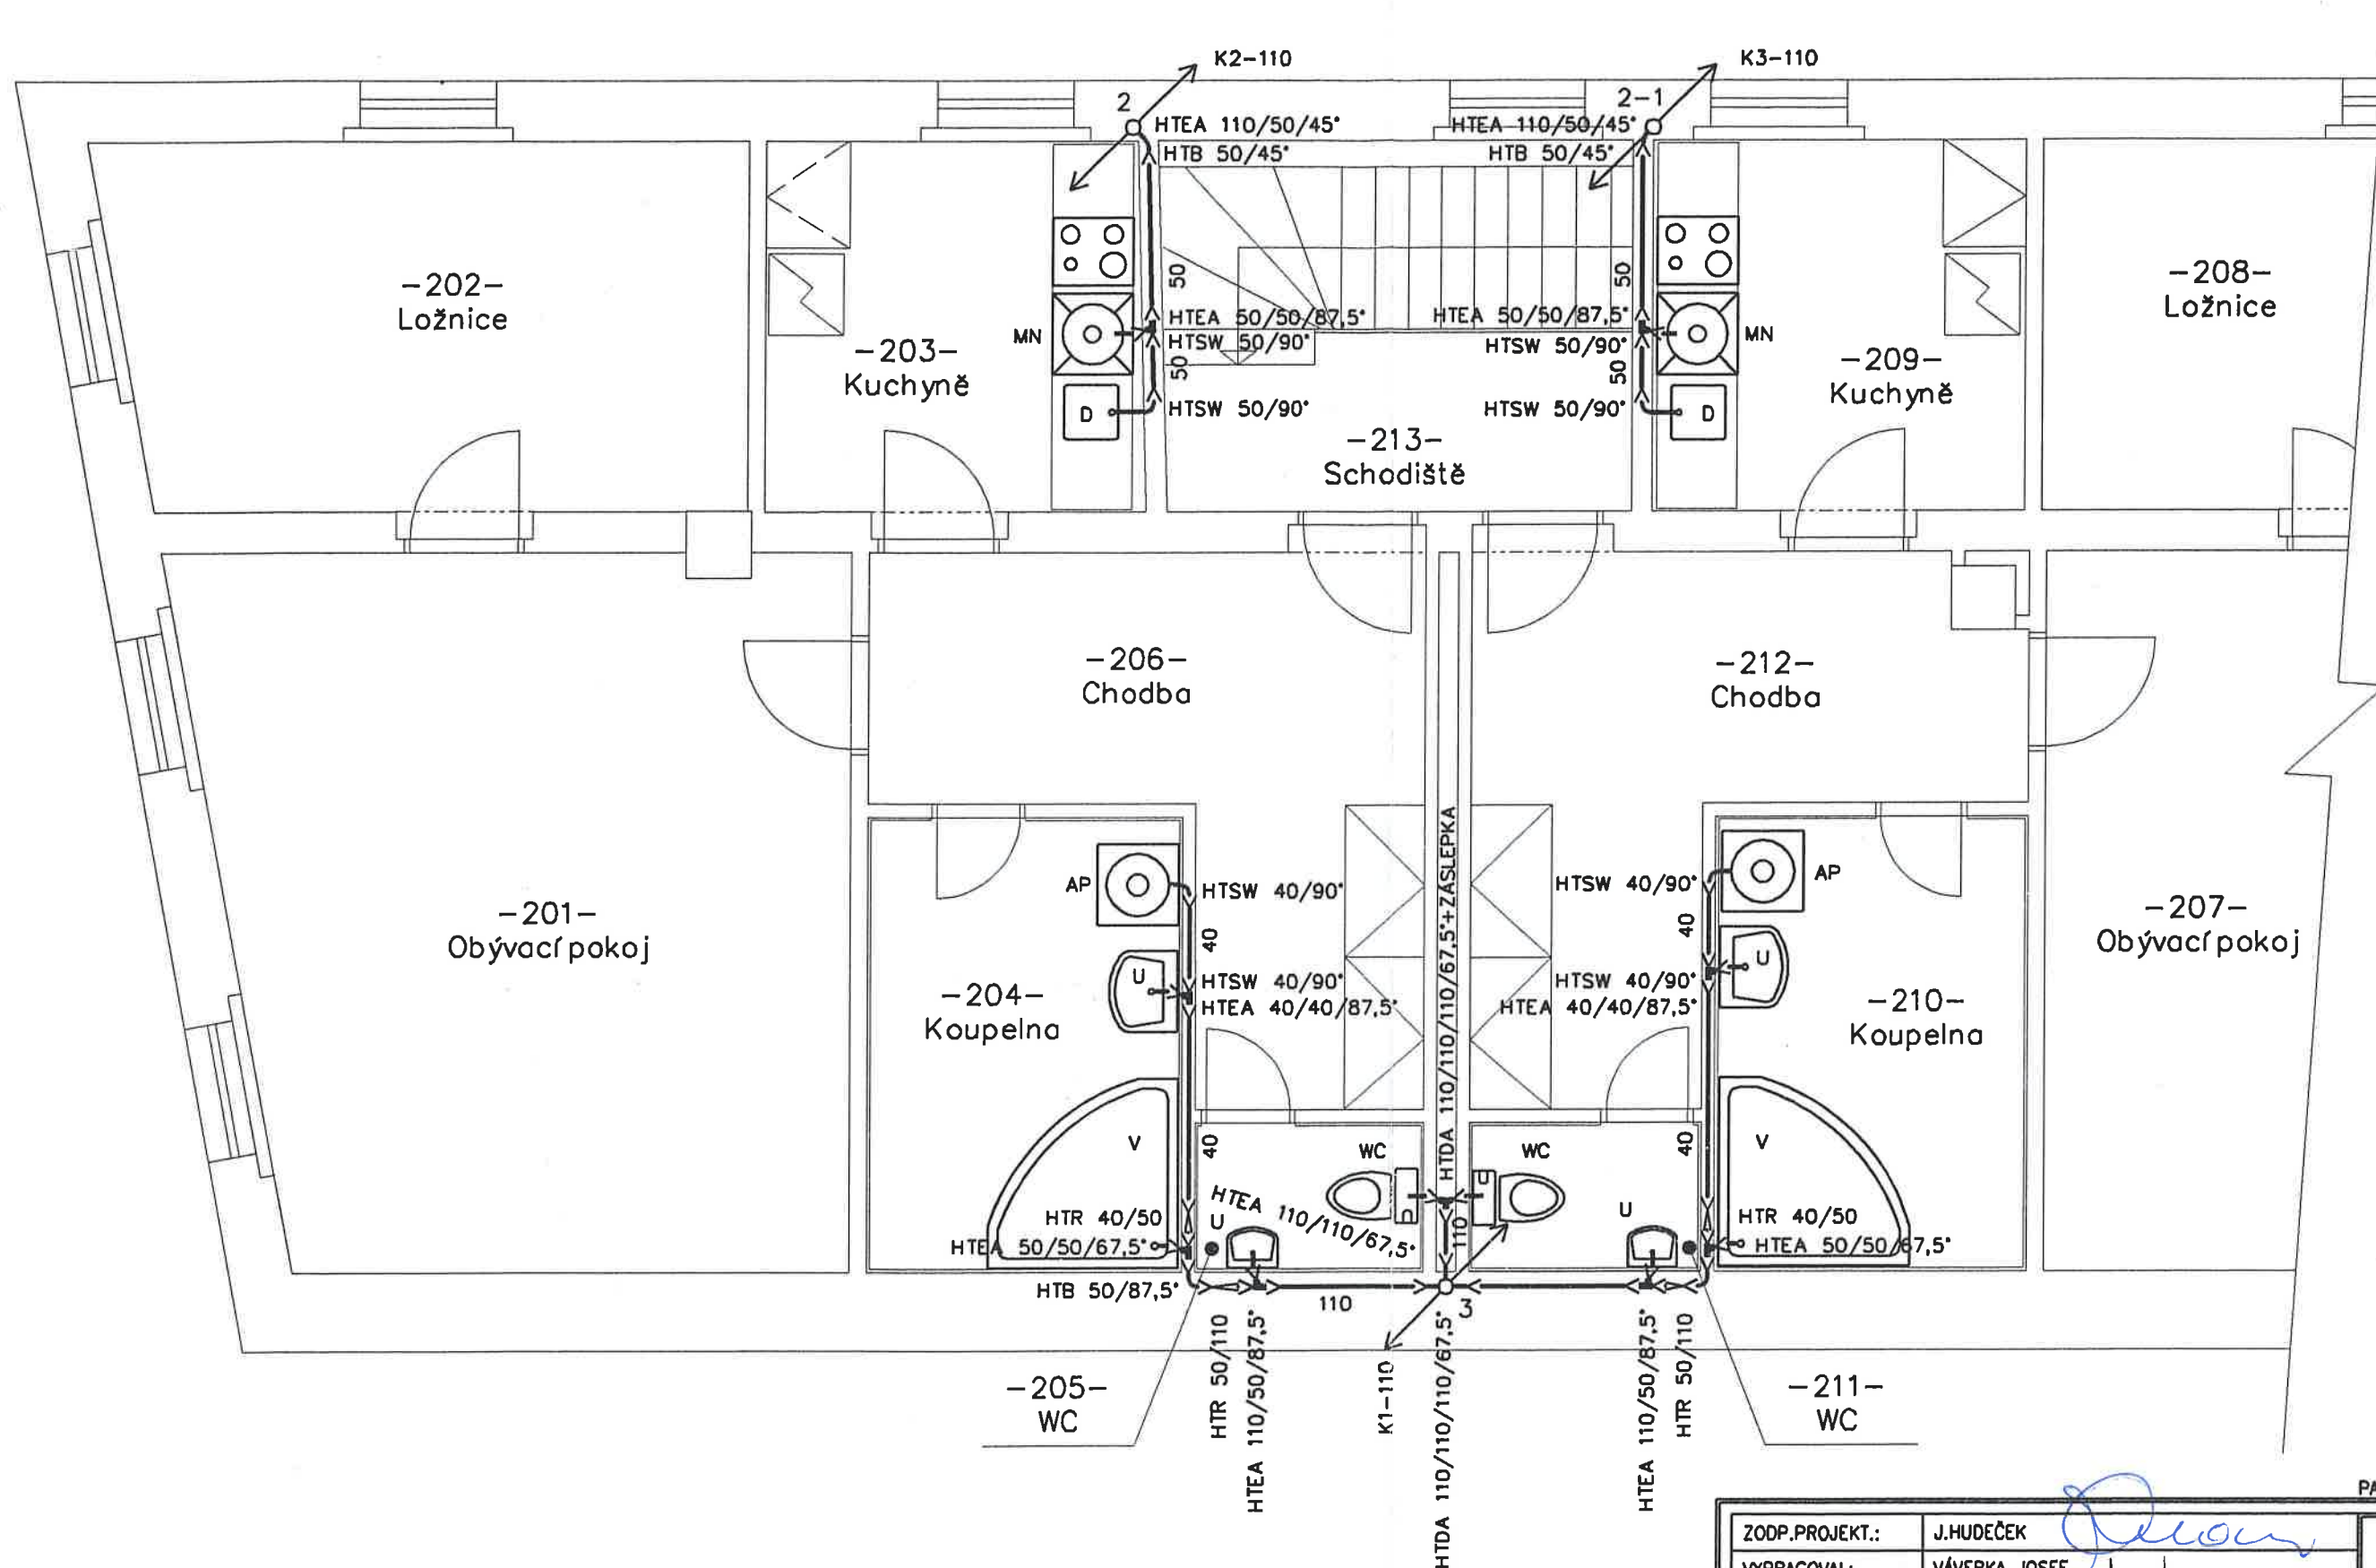 K2-110
K3-110
2
2-1
HTEA 110/50/45°
HTEA 110/50/45°
HTB 50/45°
HTB 50/45°
-202-
Ložnice
-203-
Kuchyně
50
50
-208-
Ložnice
MN
HTEA 50/50/87,5°
HTEA 50/50/87,5°
MN
HTSW 50/90°
HTSW 50/90°
-209-
Kuchyně
50
50
D
HTSW 50/90°
HTSW 50/90°
D
-213-
Schodiště
-206-
Chodba
-212-
Chodba
HTDA 110/110/110/67,5°+ZÁSLEPKA
AP
HTSW 40/90°
HTSW 40/90°
AP
-201-
Obývací pokoj
-207-
Obývací pokoj
40
40
U
HTSW 40/90°
HTSW 40/90°
U
-204-
Koupelna
HTEA 40/40/87,5°
HTEA 40/40/87,5°
-210-
Koupelna
V
40
WC
WC
40
V
HTEA 110/110/67,5°
HTR 40/50
U
110
U
HTR 40/50
HTEA 50/50/67,5°
HTEA 50/50/67,5°
HTB 50/87,5°
110
3
HTR 50/110
HTEA 110/50/87,5°
K1-110
HTDA 110/110/110/67,5°
HTEA 110/50/87,5°
HTR 50/110
-205-
WC
-211-
WC
ZODP.PROJEKT.:
J.HUDEČEK
VYPRACOVAL:
VÁVERKA JOSEF